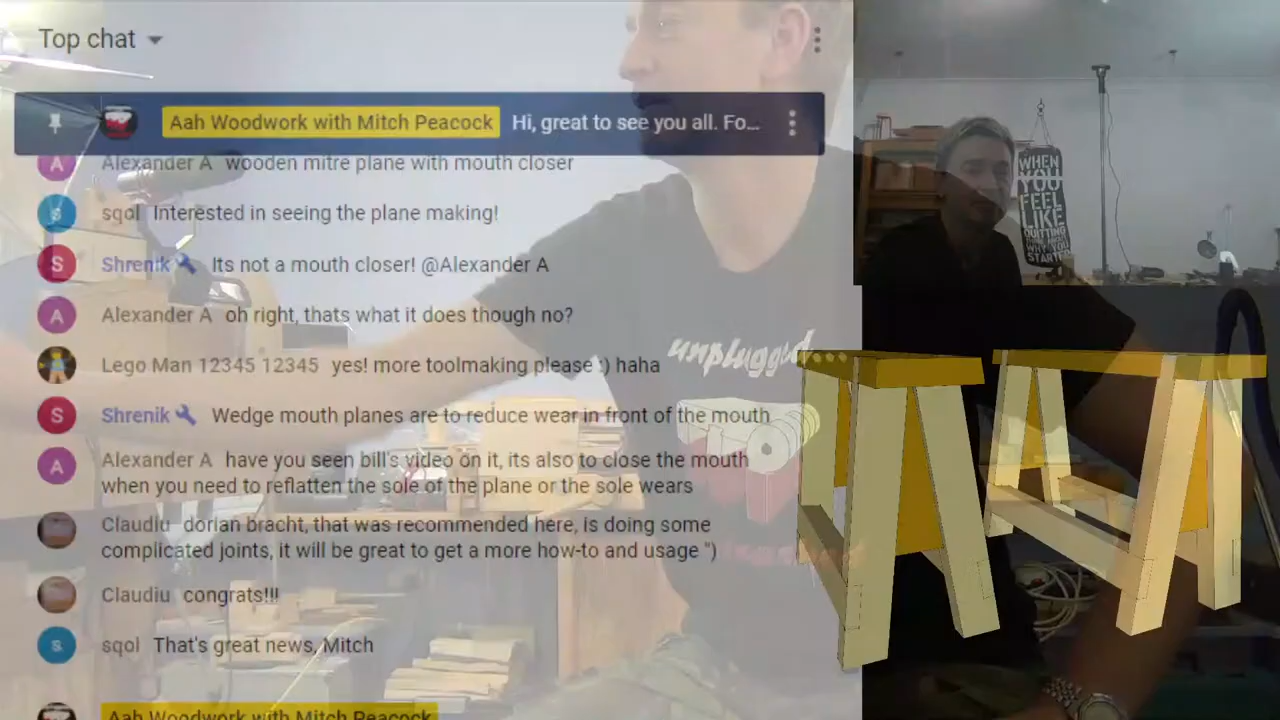 Top chat
Aah Woodwork with Mitch Peacock Hi, great to see you all. Fo...
Alexander A wooden mitre plane with mouth closer
sqol Interested in seeing the plane making!
Shrenik Its not a mouth closer! @Alexander A
Alexander A oh right, thats what it does though no?
Lego Man 12345 12345 yes! more toolmaking please :) haha
Shrenik Wedge mouth planes are to reduce wear in front of the mouth
Alexander A have you seen bill's video on it, its also to close the mouth
when you need to reflatten the sole of the plane or the sole wears
Claudiu dorian bracht, that was recommended here, is doing some
complicated joints, it will be great to get a more how-to and usage ")
Claudiu congrats!!!
sqol That's great news, Mitch
Aah Woodwork with Mitch Peacock
unplugged
WHEN
YOU
FEEL
LIKE
QUITTING
THINK ABOUT
WHY YOU
STARTED